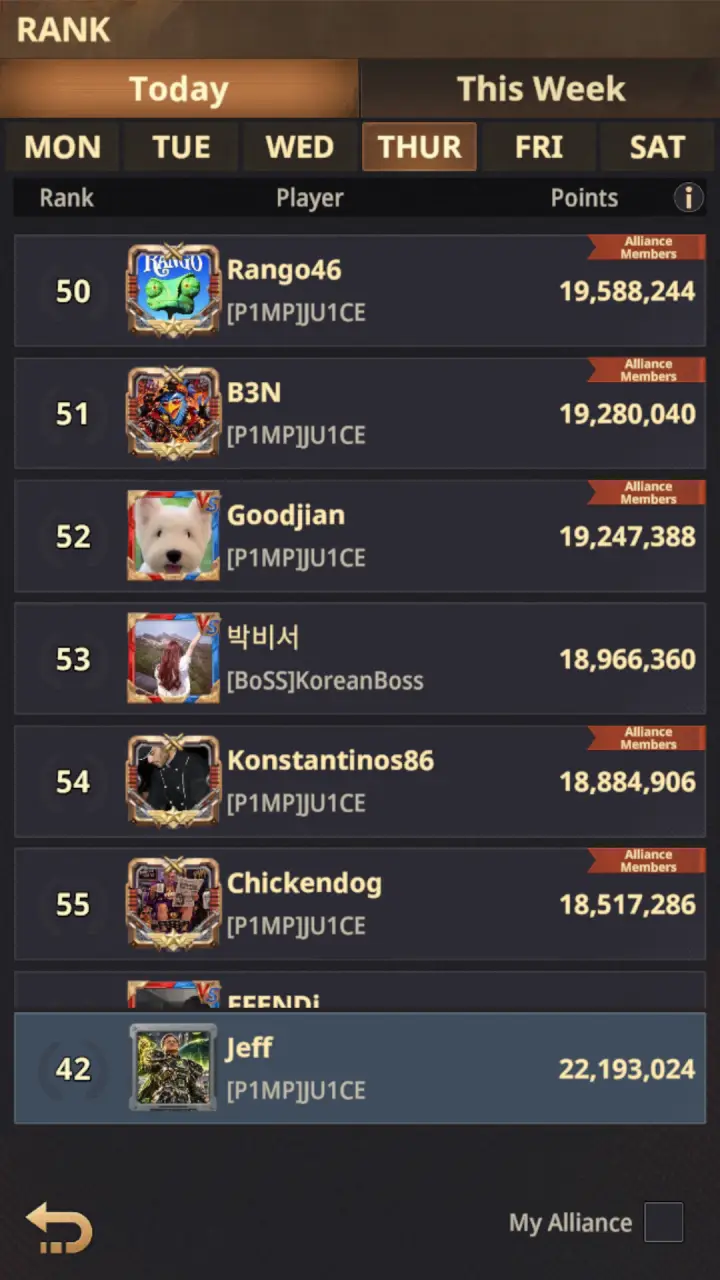 RANK
Today This Week
MON TUE WED THUR FRI SAT
Rank Player Points i
Alliance
Members
50 Rango46 19,588,244
[P1MP]JU1CE
RANGO
Alliance
Members
51 B3N 19,280,040
[P1MP]JU1CE
Alliance
Members
52 Goodjian 19,247,388
[P1MP]JU1CE
53 박비서 18,966,360
[BoSS]KoreanBoss
Alliance
Members
54 Konstantinos86 18,884,906
[P1MP]JU1CE
Alliance
Members
55 Chickendog 18,517,286
[P1MP]JU1CE
42 Jeff 22,193,024
[P1MP]JU1CE
My Alliance